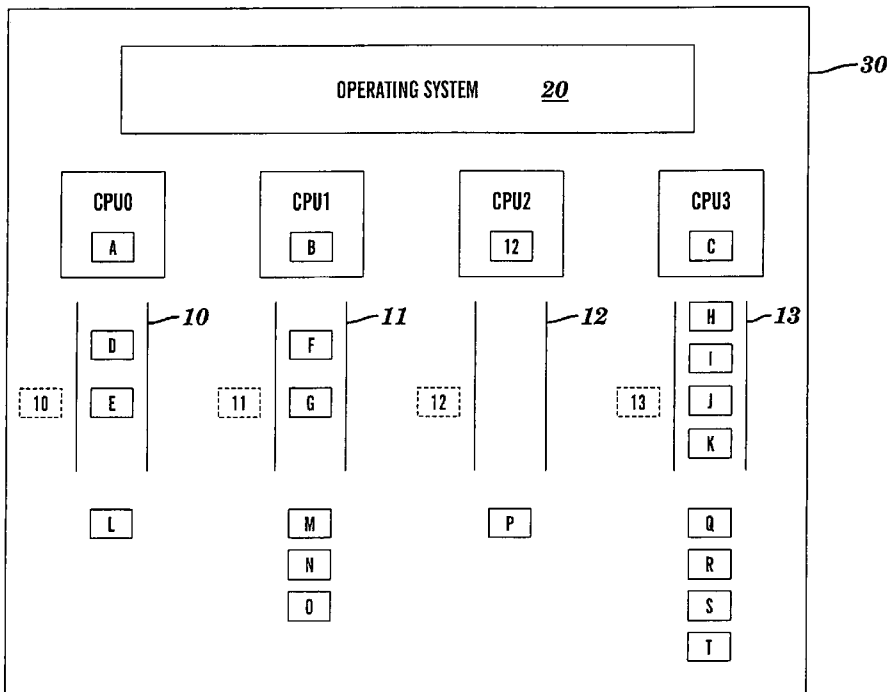 30
OPERATING SYSTEM 20
CPU0 CPU1 CPU2 CPU3
A B 12 C
10 11 12 H 13
D F I
10 E 11 G 12 13 J
K
L M P Q
N R
O S
T